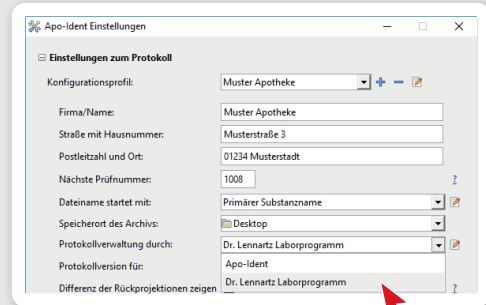 Apo-Ident Einstellungen
Einstellungen zum Protokoll
Konfigurationsprofil: Muster Apotheke
Firma/Name: Muster Apotheke
Straße mit Hausnummer: Musterstraße 3
Postleitzahl und Ort: 01234 Musterstadt
Nächste Prüfnummer: 1008 ?
Dateiname startet mit: Primärer Substanzname
Speicherort des Archivs: Desktop
Protokollverwaltung durch: Dr. Lennartz Laborprogramm
Protokollversion für: Apo-Ident
Differenz der Rückprojektionen zeigen Dr. Lennartz Laborprogramm ?